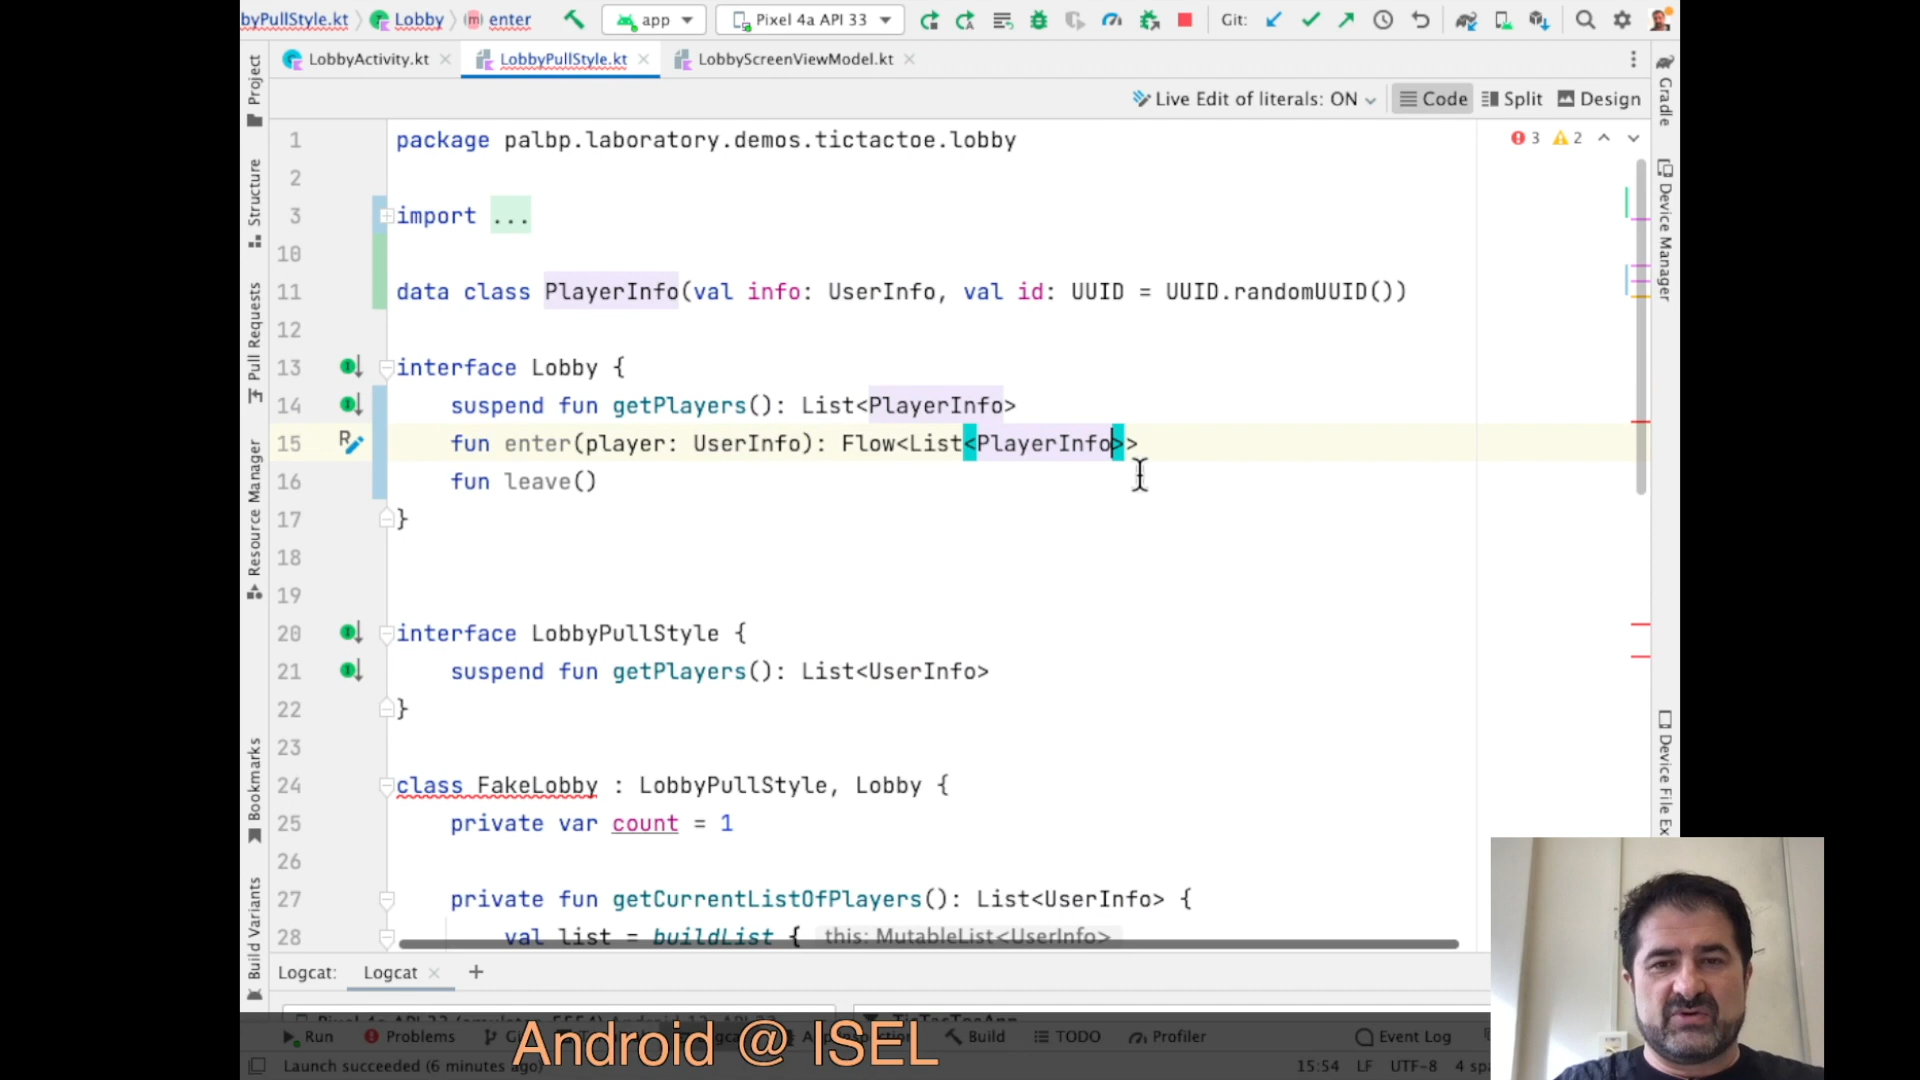 byPullStyle.kt Lobby enter app Pixel 4a API 33 Git:
LobbyActivity.kt LobbyPullStyle.kt LobbyScreenViewModel.kt
Live Edit of literals: ON Code Split Design
3 2
1 package palbp.laboratory.demos.tictactoe.lobby
2
3 import ...
10
11 data class PlayerInfo(val info: UserInfo, val id: UUID = UUID.randomUUID())
12
13 interface Lobby {
14 suspend fun getPlayers(): List<PlayerInfo>
15 fun enter(player: UserInfo): Flow<List<PlayerInfo>>
16 fun leave()
17 }
18
19
20 interface LobbyPullStyle {
21 suspend fun getPlayers(): List<UserInfo>
22 }
23
24 class FakeLobby : LobbyPullStyle, Lobby {
25 private var count = 1
26
27 private fun getCurrentListOfPlayers(): List<UserInfo> {
28 val list = buildList { this: MutableList<UserInfo>
Project
Structure
Pull Requests
Resource Manager
Bookmarks
Build Variants
Gradle
Device Manager
Device File Ex
Logcat: Logcat +
Run Problems Build TODO Profiler Event Log
Android @ ISEL
Launch succeeded (6 minutes ago) 15:54 LF UTF-8 4 spa